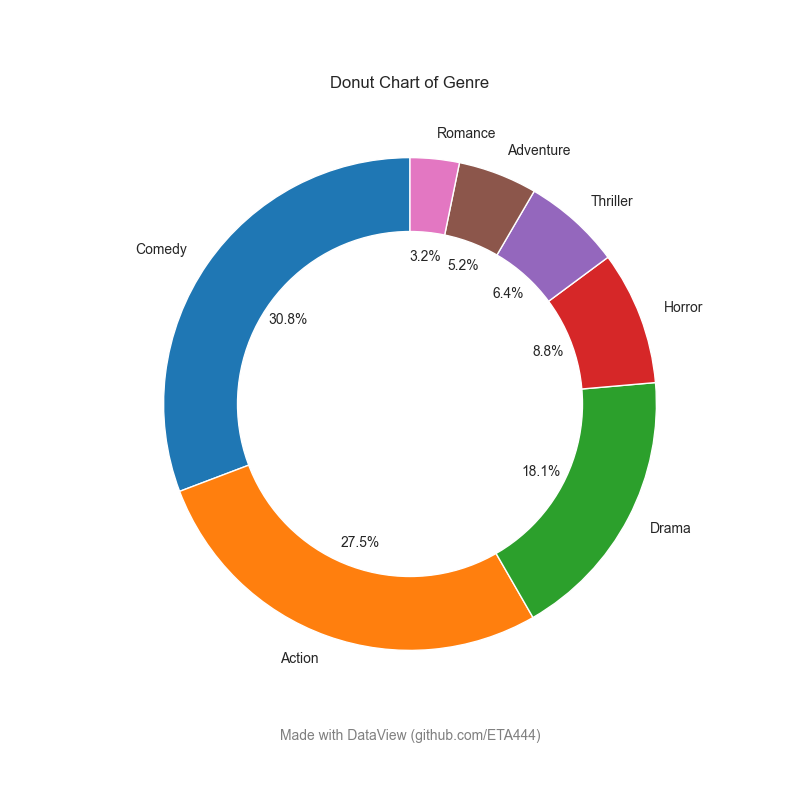 Donut Chart of Genre
Romance
Adventure
Thriller
Comedy
Horror
3.2%
5.2%
6.4%
30.8%
8.8%
18.1%
27.5%
Drama
Action
Made with DataView (github.com/ETA444)